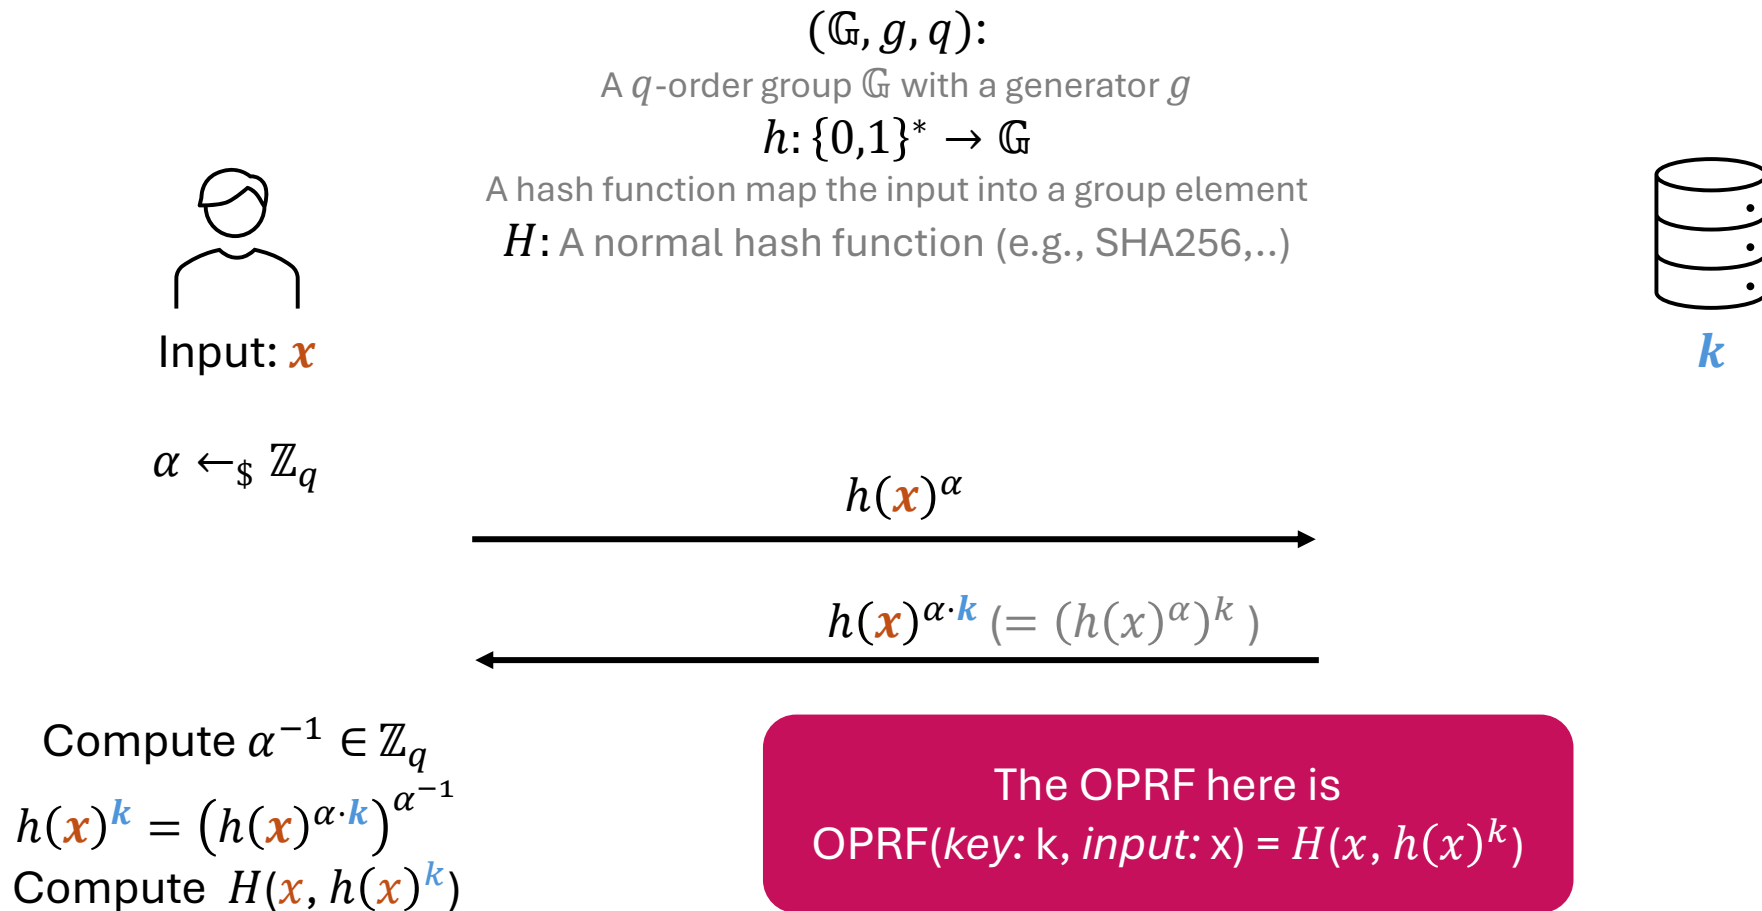 (𝔾, g, q):
A q-order group 𝔾 with a generator g
h: {0,1}* → 𝔾
A hash function map the input into a group element
H: A normal hash function (e.g., SHA256,..)
Input: x
k
α ←$ ℤq
h(x)^α
h(x)^{α·k} (= (h(x)^α)^k )
Compute α⁻¹ ∈ ℤq
h(x)^k = (h(x)^{α·k})^{α⁻¹}
Compute H(x, h(x)^k)
The OPRF here is
OPRF(key: k, input: x) = H(x, h(x)^k)